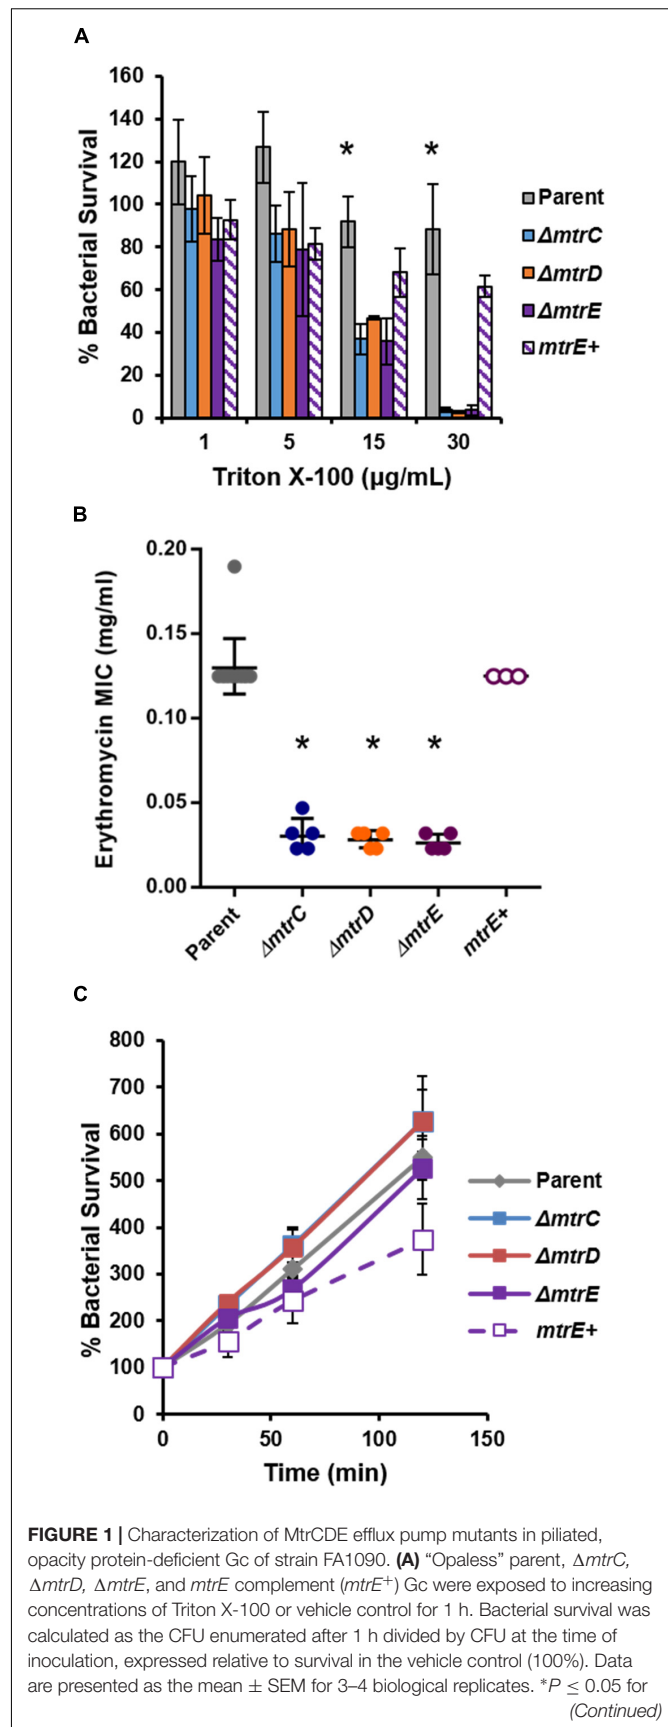 A
160
140
120
100
80
60
40
20
0
% Bacterial Survival
* *
Parent
ΔmtrC
ΔmtrD
ΔmtrE
mtrE+
1 5 15 30
Triton X-100 (µg/mL)
B
0.20
0.15
0.10
0.05
0.00
Erythromycin MIC (mg/ml)
* * *
Parent ΔmtrC ΔmtrD ΔmtrE mtrE+
C
800
700
600
500
400
300
200
100
0
% Bacterial Survival
Parent
ΔmtrC
ΔmtrD
ΔmtrE
mtrE+
0 50 100 150
Time (min)
FIGURE 1 | Characterization of MtrCDE efflux pump mutants in piliated,
opacity protein-deficient Gc of strain FA1090. (A) “Opaless” parent, ΔmtrC,
ΔmtrD, ΔmtrE, and mtrE complement (mtrE+) Gc were exposed to increasing
concentrations of Triton X-100 or vehicle control for 1 h. Bacterial survival was
calculated as the CFU enumerated after 1 h divided by CFU at the time of
inoculation, expressed relative to survival in the vehicle control (100%). Data
are presented as the mean ± SEM for 3–4 biological replicates. *P ≤ 0.05 for
(Continued)